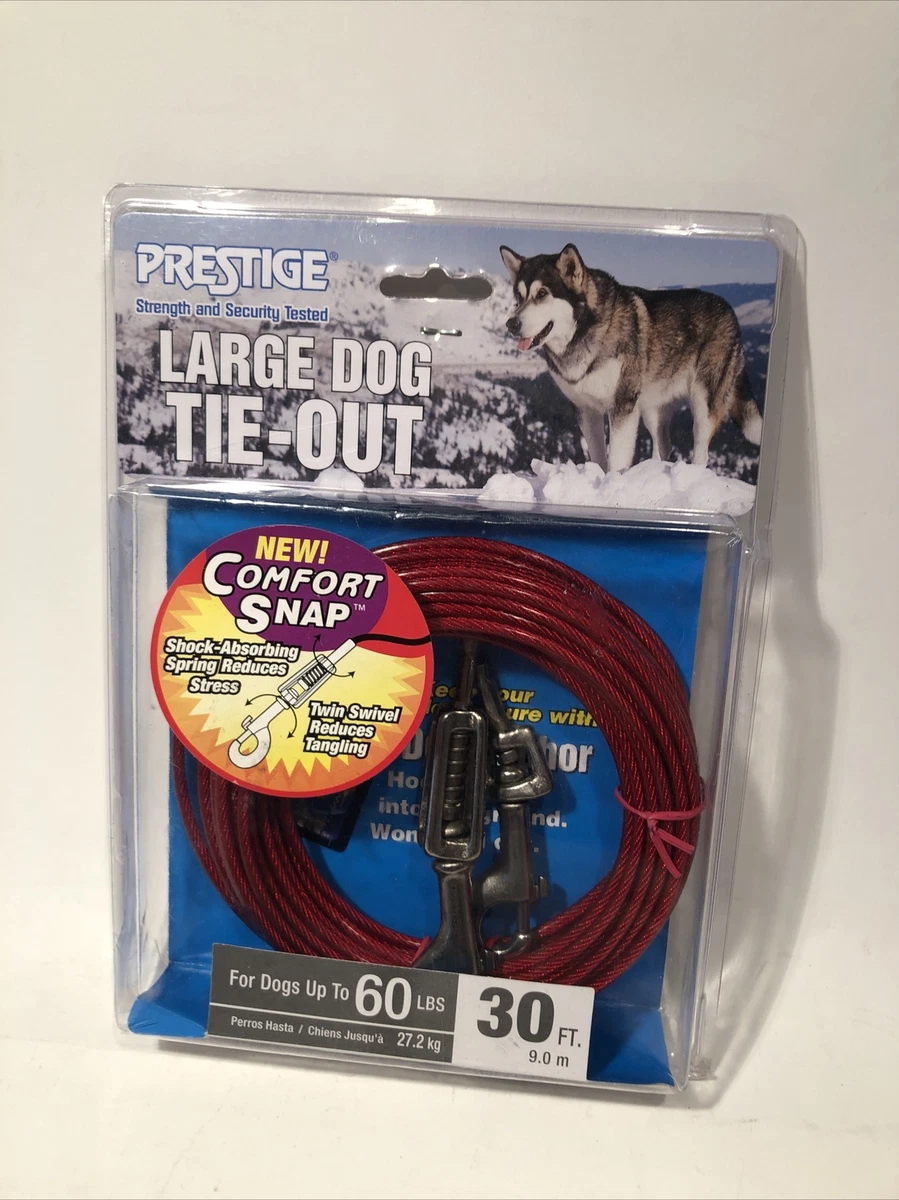 PRESTIGE®
Strength and Security Tested
LARGE DOG
TIE-OUT
NEW!
COMFORT
SNAP™
Shock-Absorbing
Spring Reduces
Stress
Twin Swivel
Reduces
Tangling
with
For Dogs Up To 60 LBS
Perros Hasta / Chiens Jusqu'à 27.2 kg
30 FT.
9.0 m